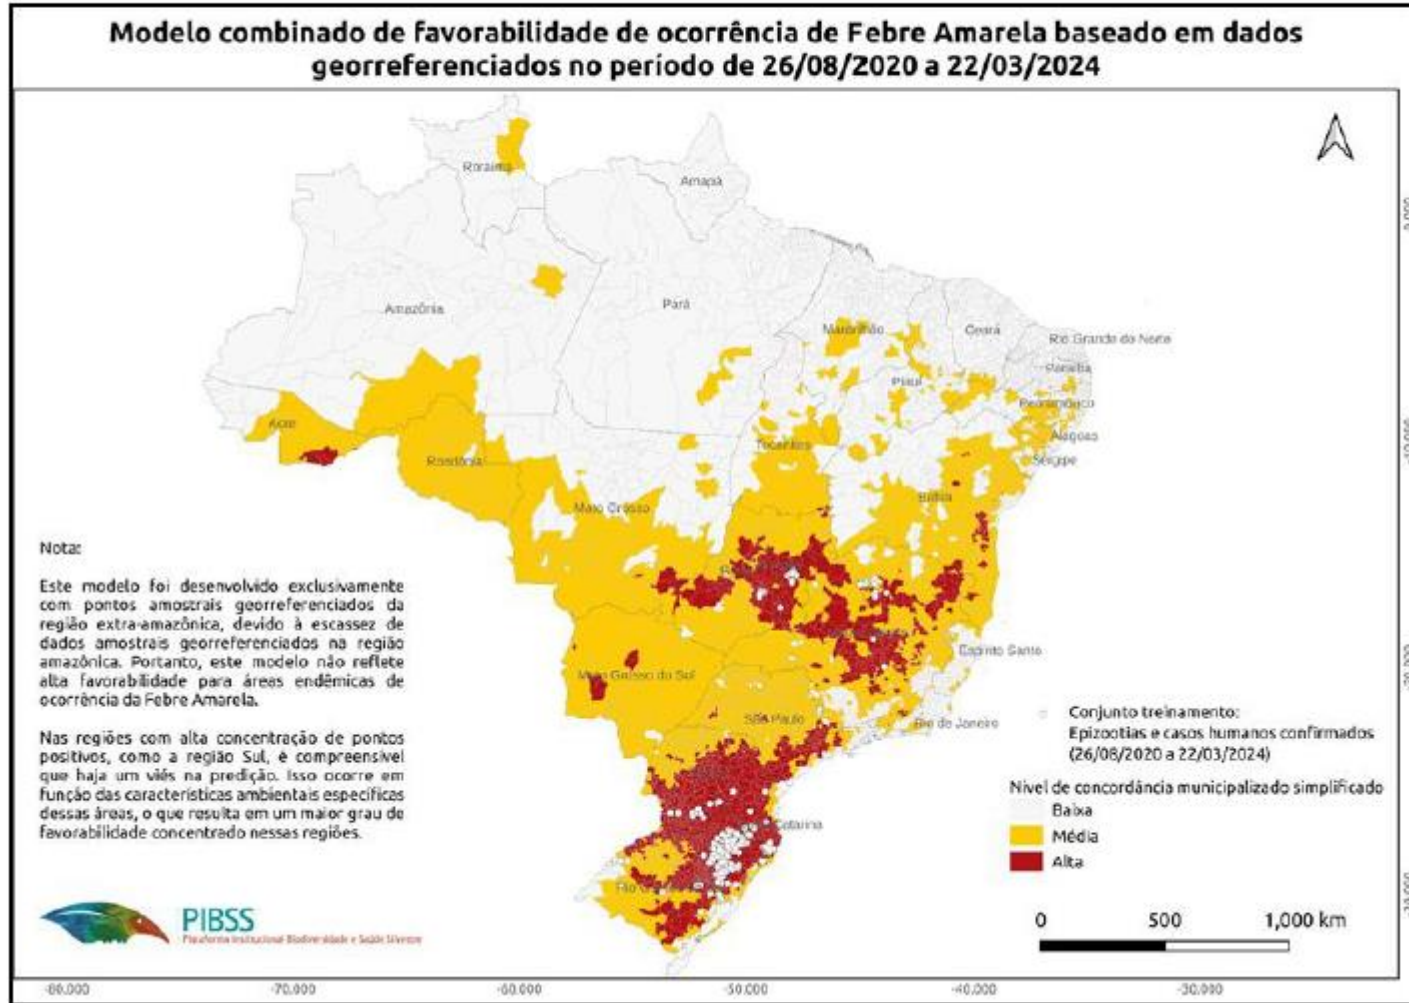 Modelo combinado de favorabilidade de ocorrência de Febre Amarela baseado em dados
georreferenciados no período de 26/08/2020 a 22/03/2024
Roraima
Amapá
Amazônia
Pará
Maranhão
Ceará
Rio Grande do Norte
Paraíba
Piauí
Pernambuco
Acre
Alagoas
Tocantins
Rondônia
Sergipe
Bahia
Mato Grosso
Nota:
Este modelo foi desenvolvido exclusivamente
com pontos amostrais georreferenciados da
região extra-amazônica, devido à escassez de
dados amostrais georreferenciados na região
amazônica. Portanto, este modelo não reflete
alta favorabilidade para áreas endêmicas de
ocorrência da Febre Amarela.
Nas regiões com alta concentração de pontos
positivos, como a região Sul, é compreensível
que haja um viés na predição. Isso ocorre em
função das características ambientais específicas
dessas áreas, o que resulta em um maior grau de
favorabilidade concentrado nessas regiões.
Espírito Santo
Mato Grosso do Sul
São Paulo
Rio de Janeiro
Catarina
Conjunto treinamento:
Epizootias e casos humanos confirmados
(26/08/2020 a 22/03/2024)
Nível de concordância municipalizado simplificado
Baixa
Média
Alta
PIBSS
Plataforma Institucional Biodiversidade e Saúde Silvestre
0 500 1,000 km
-80.000 -70.000 -60.000 -50.000 -40.000 -30.000